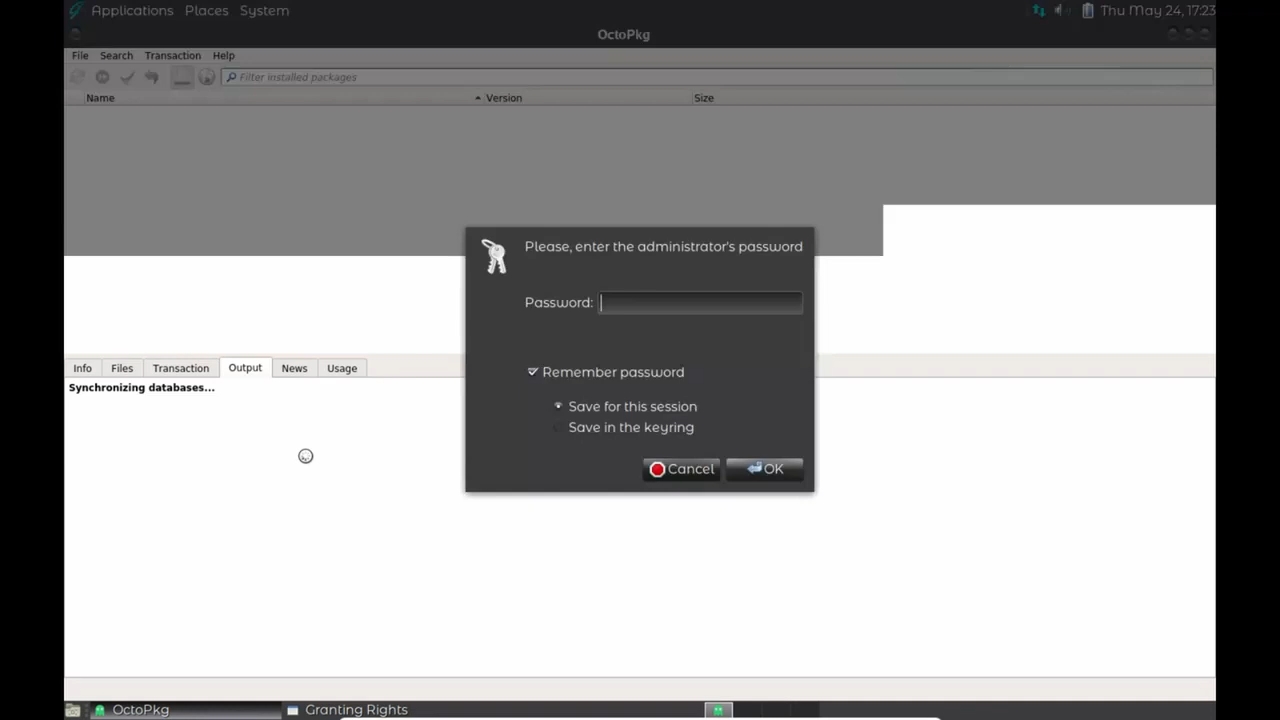 Applications Places System Thu May 24, 17:23
OctoPkg
File Search Transaction Help
Filter installed packages
Name Version Size
Please, enter the administrator's password
Password:
Remember password
Save for this session
Save in the keyring
Cancel OK
Info Files Transaction Output News Usage
Synchronizing databases...
OctoPkg Granting Rights